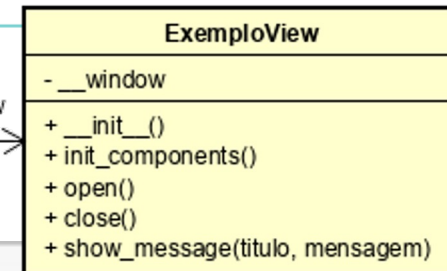 ExemploView
- __window
+ __init__()
+ init_components()
+ open()
+ close()
+ show_message(titulo, mensagem)